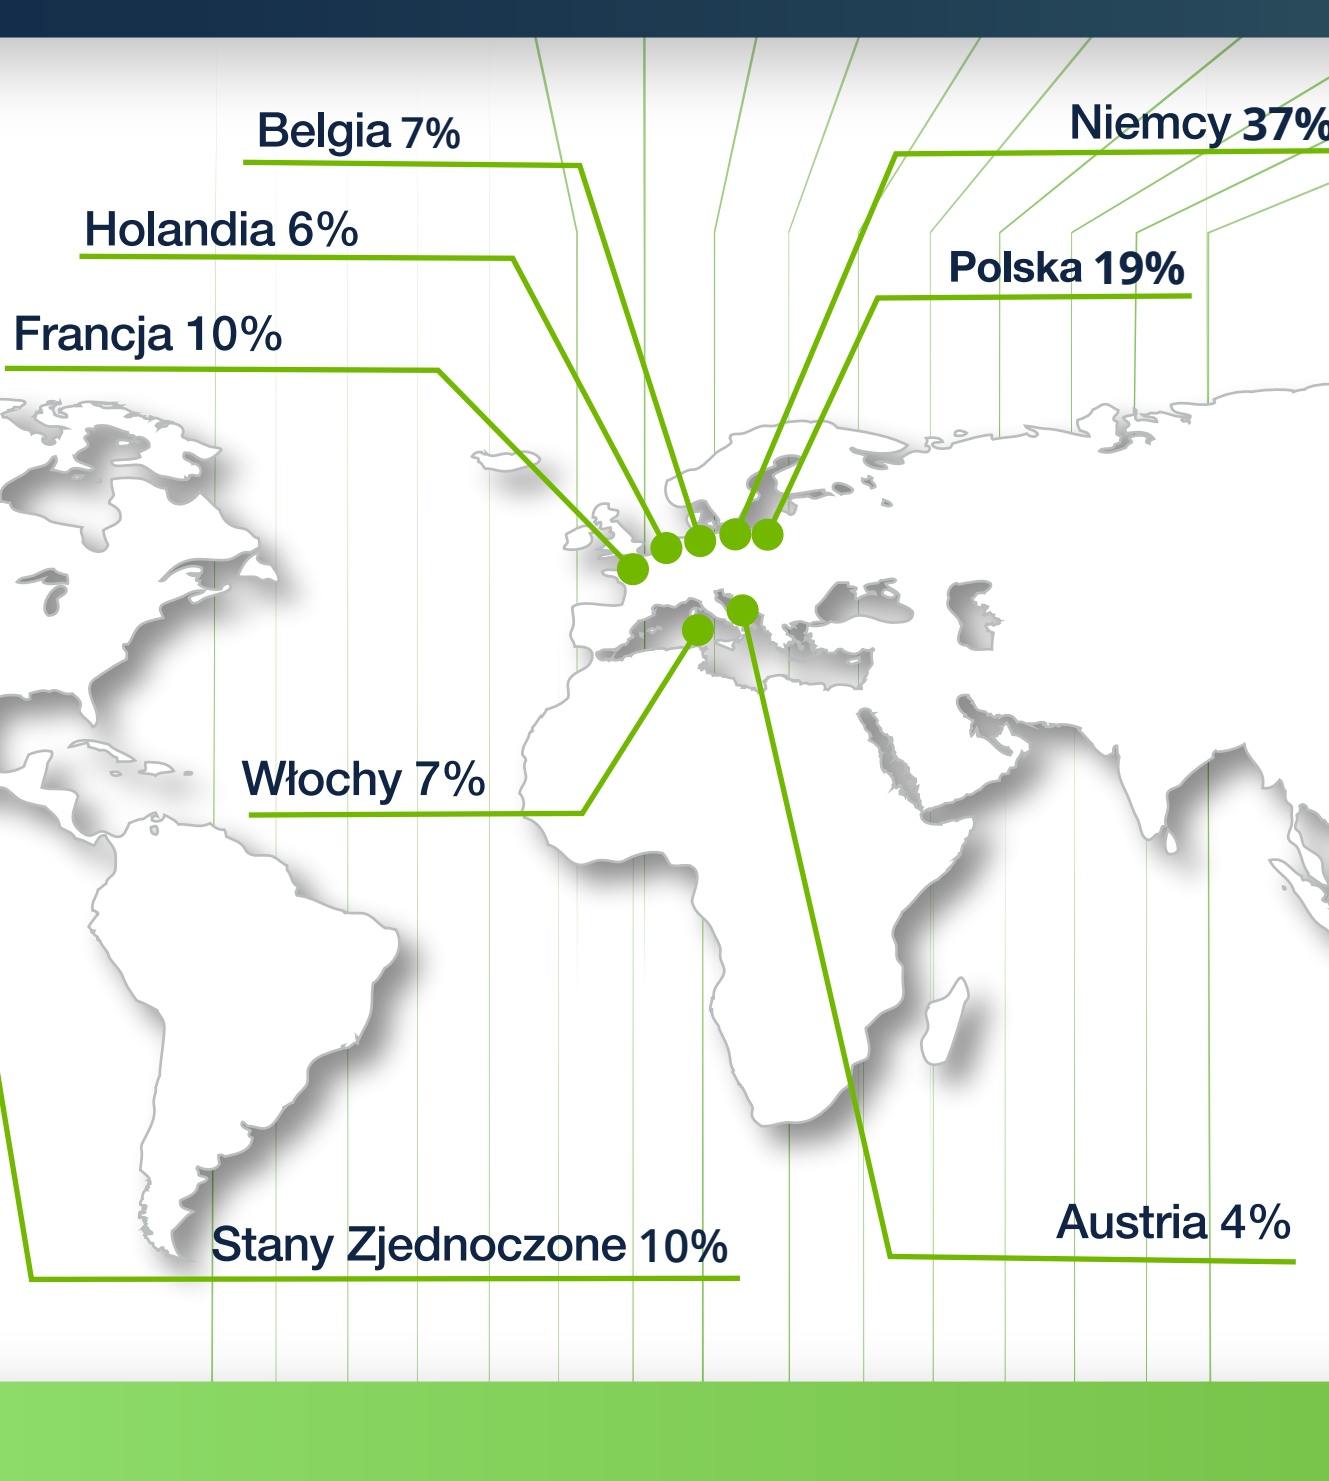 Belgia 7%
Niemcy 37%
Holandia 6%
Polska 19%
Francja 10%
Włochy 7%
Austria 4%
Stany Zjednoczone 10%